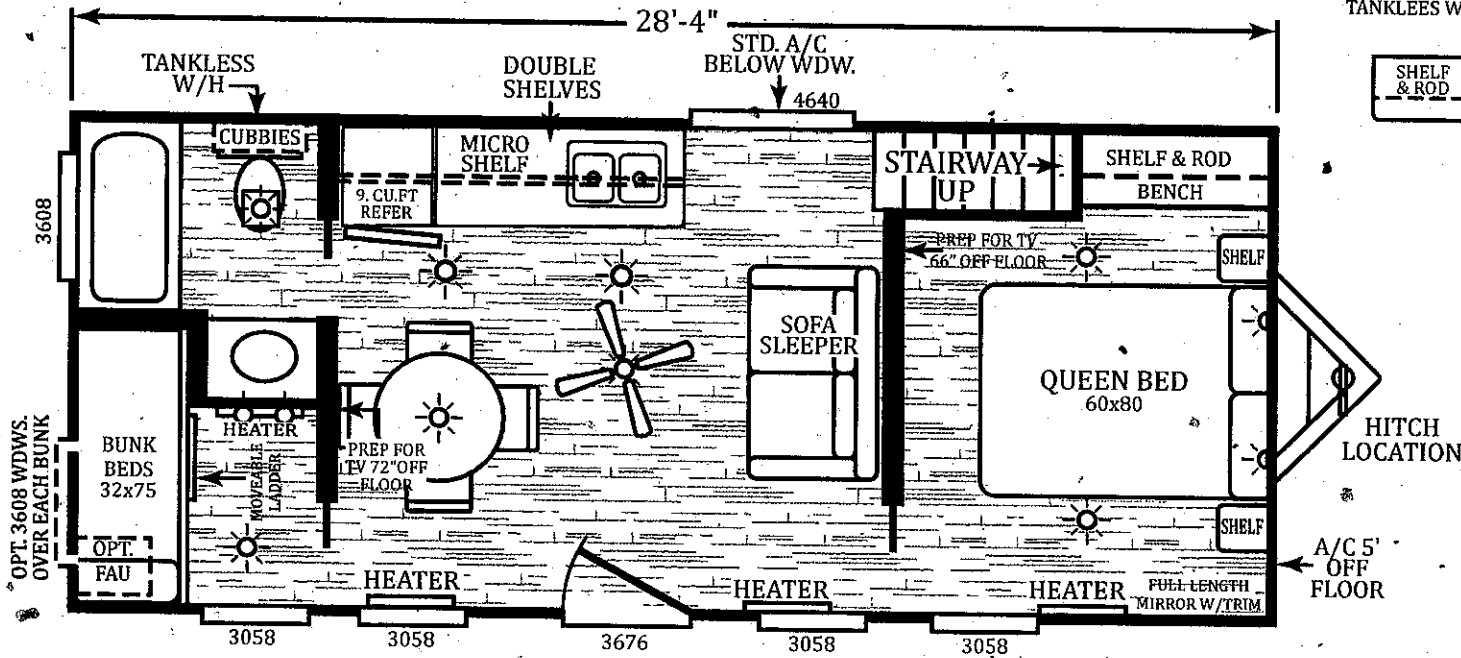 28'-4"
TANKLEES W
TANKLESS
W/H
DOUBLE
SHELVES
STD. A/C
BELOW WDW.
4640
SHELF
& ROD
CUBBIES
MICRO
SHELF
9. CU.FT
REFER
STAIRWAY
UP
SHELF & ROD
BENCH
3608
PREP FOR TV
66" OFF FLOOR
SHELF
SOFA
SLEEPER
QUEEN BED
60x80
HITCH
LOCATION
OPT. 3608 WDWS.
OVER EACH BUNK
BUNK
BEDS
32x75
HEATER
MOVEABLE
LADDER
PREP FOR
TV 72"OFF
FLOOR
OPT.
FAU
SHELF
A/C 5'
OFF
FLOOR
HEATER
HEATER
HEATER
FULL LENGTH
MIRROR W/TRIM
3058
3058
3676
3058
3058